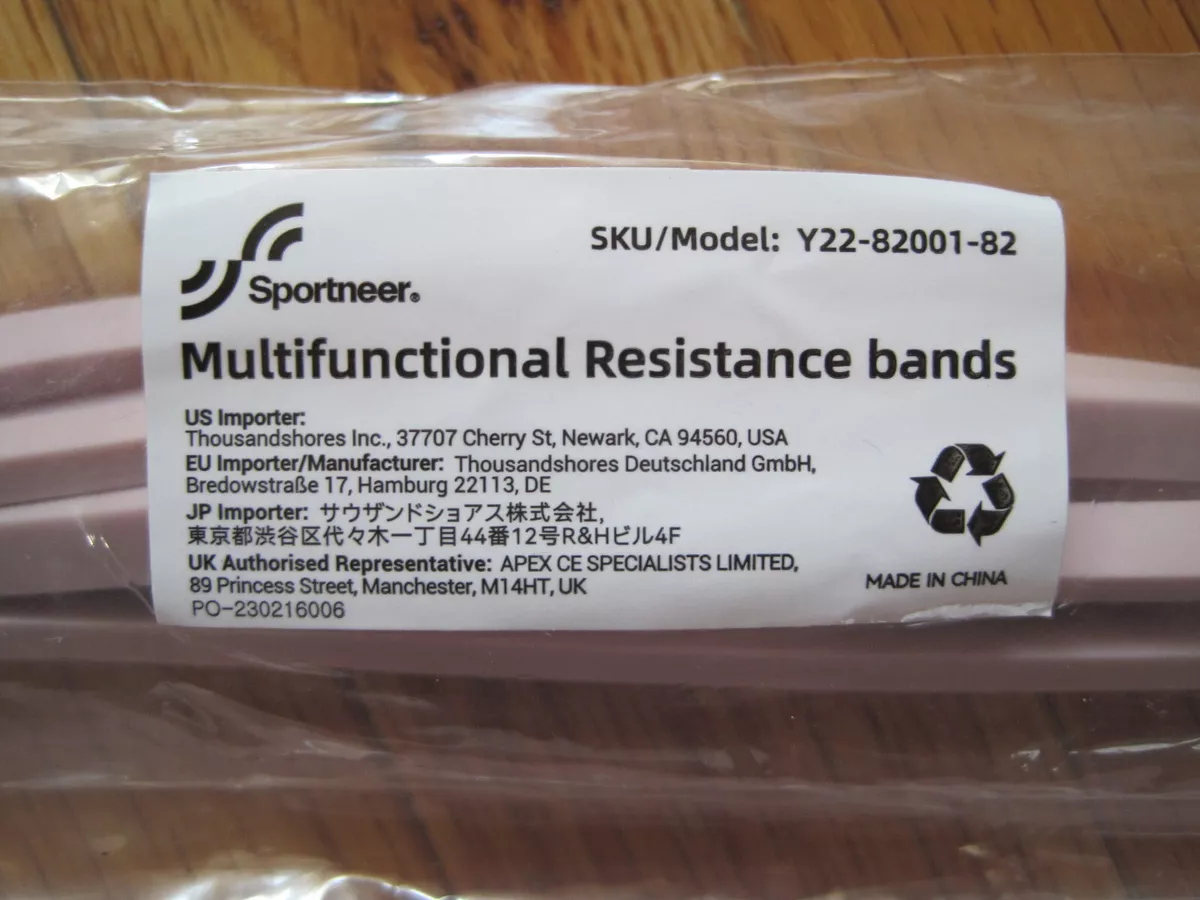 Sportneer®
SKU/Model: Y22-82001-82
Multifunctional Resistance bands
US Importer:
Thousandshores Inc., 37707 Cherry St, Newark, CA 94560, USA
EU Importer/Manufacturer: Thousandshores Deutschland GmbH,
Bredowstraße 17, Hamburg 22113, DE
JP Importer: サウザンドショアス株式会社,
東京都渋谷区代々木一丁目44番12号R&Hビル4F
UK Authorised Representative: APEX CE SPECIALISTS LIMITED,
89 Princess Street, Manchester, M14HT, UK
PO-230216006
MADE IN CHINA